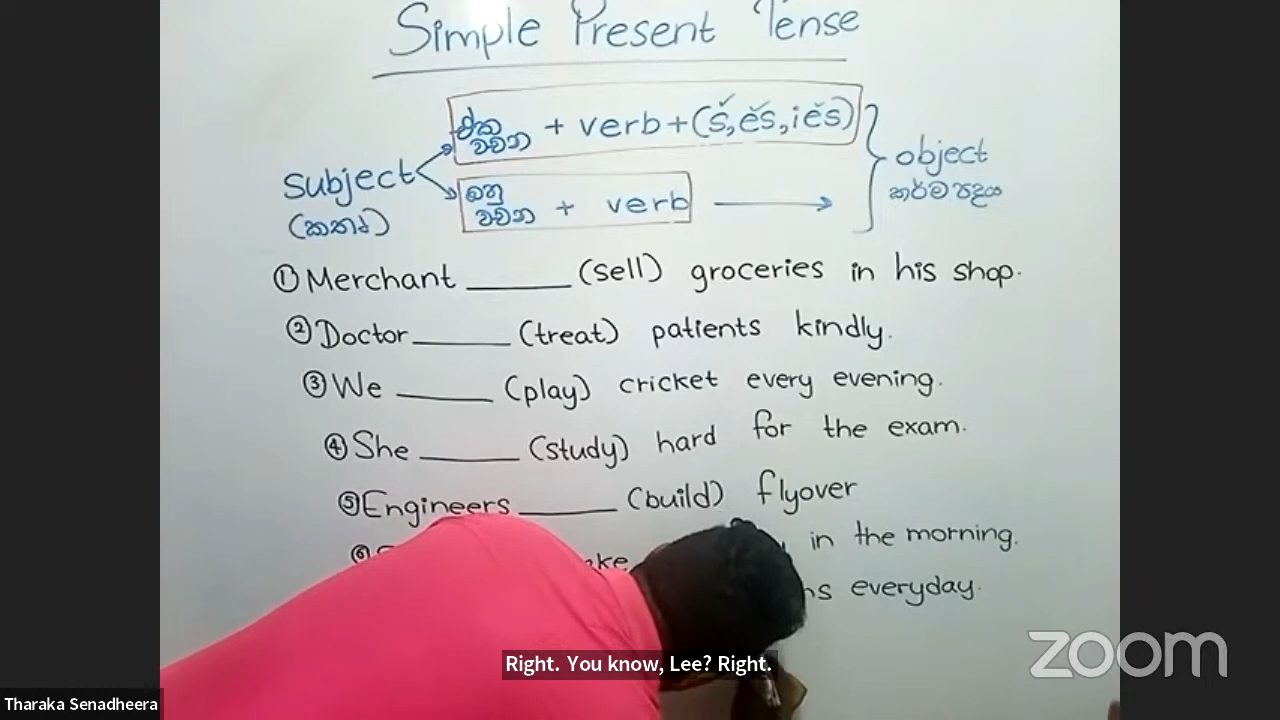 Simple Present Tense
ඒක වචන + verb + (s, es, ies)
Subject
(කතෘ)
object
කර්ම පදය
බහු වචන + verb
① Merchant ______ (sell) groceries in his shop.
② Doctor ______ (treat) patients kindly.
③ We ______ (play) cricket every evening.
④ She ______ (study) hard for the exam.
⑤ Engineers ______ (build) flyover
⑥ in the morning.
everyday.
Right. You know, Lee? Right.
zoom
Tharaka Senadheera